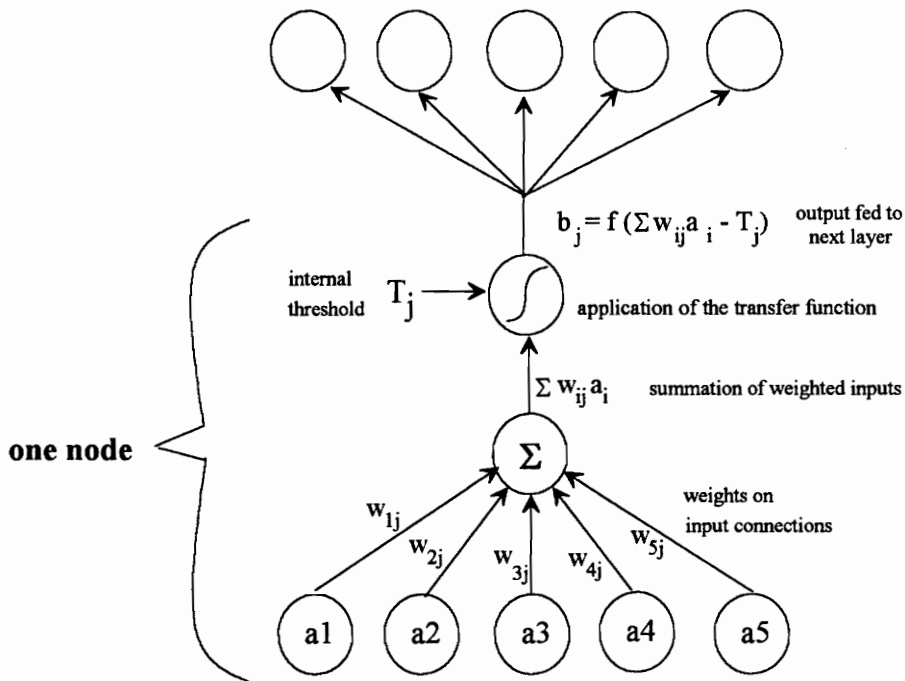 b_j = f (Σ w_ij a_i - T_j)
output fed to
next layer
internal
threshold
T_j
application of the transfer function
Σ w_ij a_i
summation of weighted inputs
one node
Σ
weights on
input connections
w_1j
w_2j
w_3j
w_4j
w_5j
a1 a2 a3 a4 a5